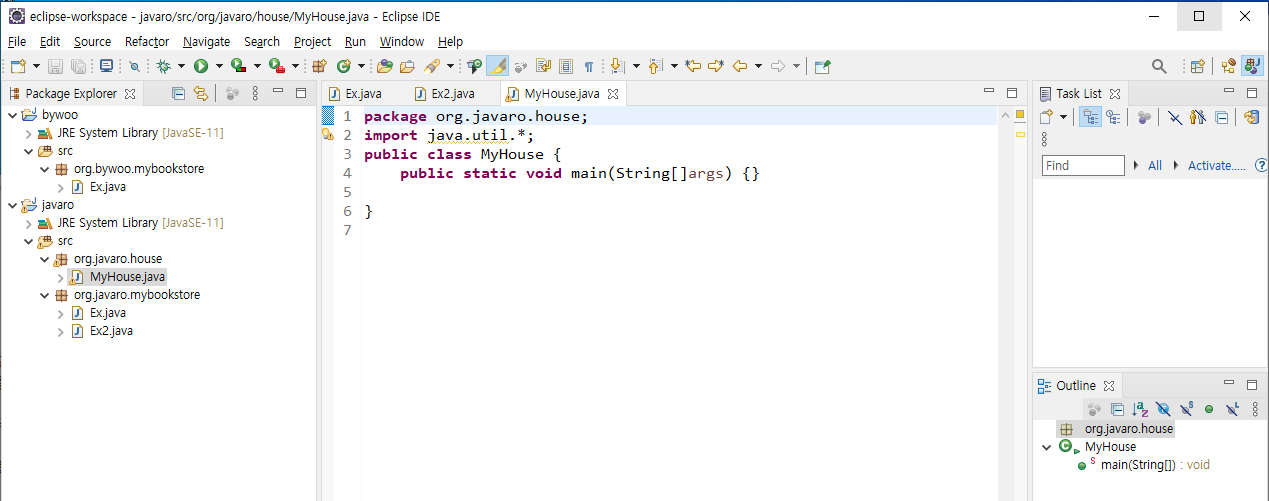 eclipse-workspace - javaro/src/org/javaro/house/MyHouse.java - Eclipse IDE
File Edit Source Refactor Navigate Search Project Run Window Help
Package Explorer
bywoo
JRE System Library [JavaSE-11]
src
org.bywoo.mybookstore
Ex.java
javaro
JRE System Library [JavaSE-11]
src
org.javaro.house
MyHouse.java
org.javaro.mybookstore
Ex.java
Ex2.java
Ex.java Ex2.java MyHouse.java
1 package org.javaro.house;
2 import java.util.*;
3 public class MyHouse {
4 public static void main(String[]args) {}
5
6 }
7
Task List
Find All Activate.....
Outline
org.javaro.house
MyHouse
main(String[]) : void